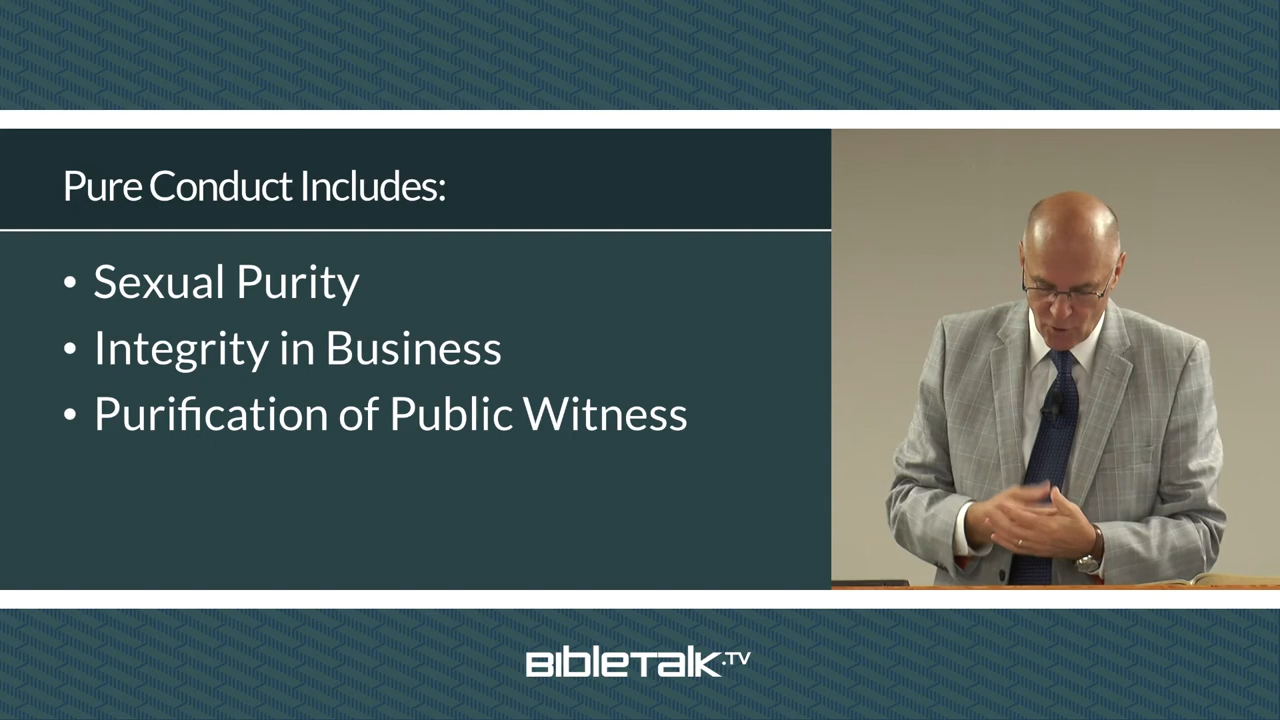 Pure Conduct Includes:
• Sexual Purity
• Integrity in Business
• Purification of Public Witness
BIBLETALK.TV